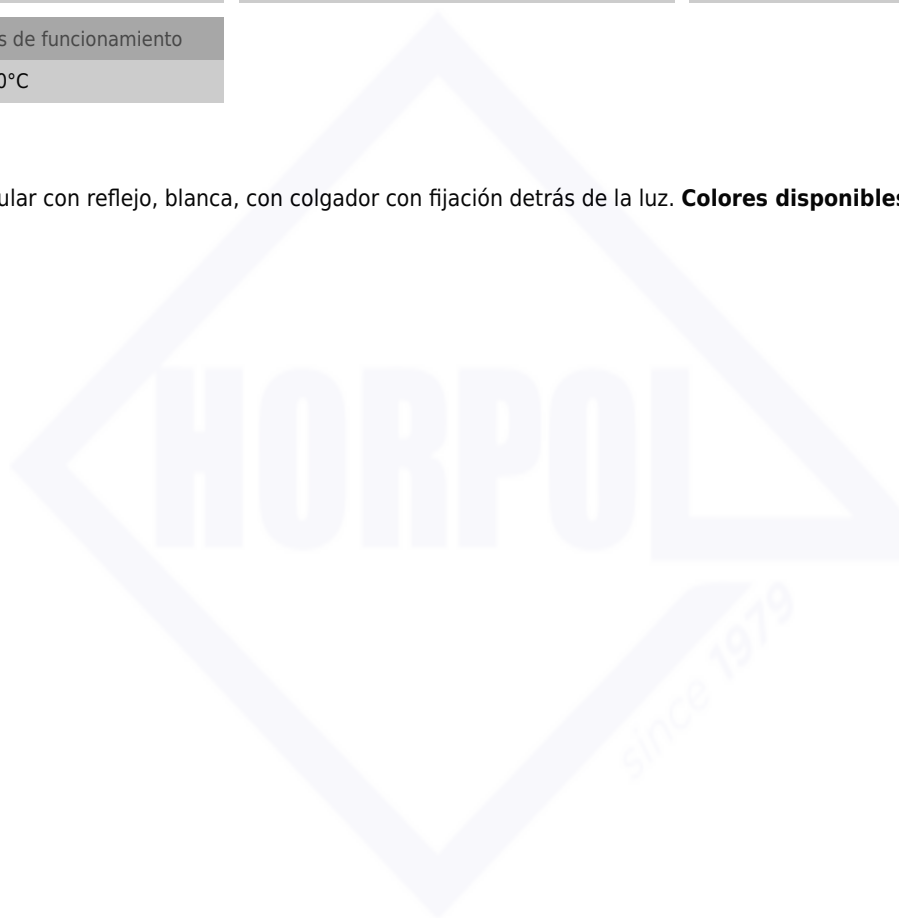 s de funcionamiento
0°C
ular con reflejo, blanca, con colgador con fijación detrás de la luz. Colores disponibles
HORPOL
since 1979